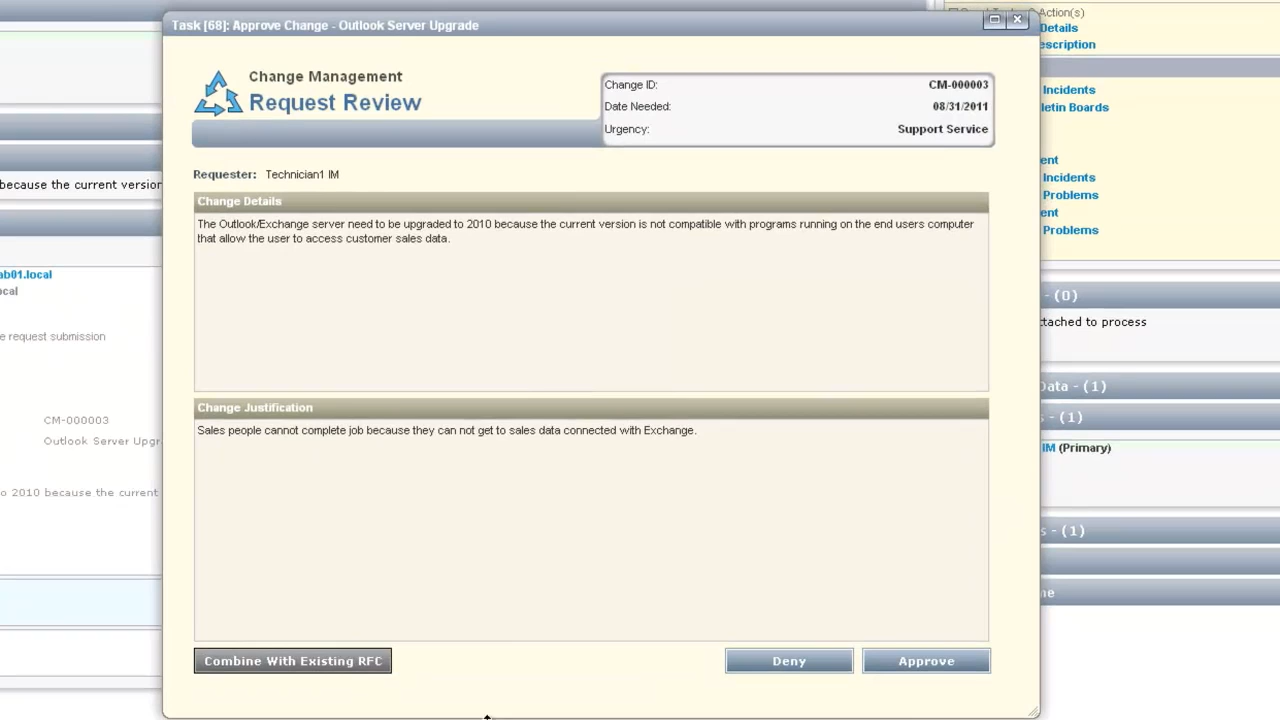 Task [68]: Approve Change - Outlook Server Upgrade
Change Management
Request Review
Change ID: CM-000003
Date Needed: 08/31/2011
Urgency: Support Service
Requester: Technician1 IM
Change Details
The Outlook/Exchange server need to be upgraded to 2010 because the current version is not compatible with programs running on the end users computer
that allow the user to access customer sales data.
Change Justification
Sales people cannot complete job because they can not get to sales data connected with Exchange.
Combine With Existing RFC
Deny
Approve
because the current version
ab01.local
ocal
e request submission
CM-000003
Outlook Server Upgr
o 2010 because the current
Action(s)
Details
escription
Incidents
letin Boards
ent
Incidents
Problems
ent
Problems
- (0)
ttached to process
Data - (1)
s - (1)
IM (Primary)
s - (1)
me